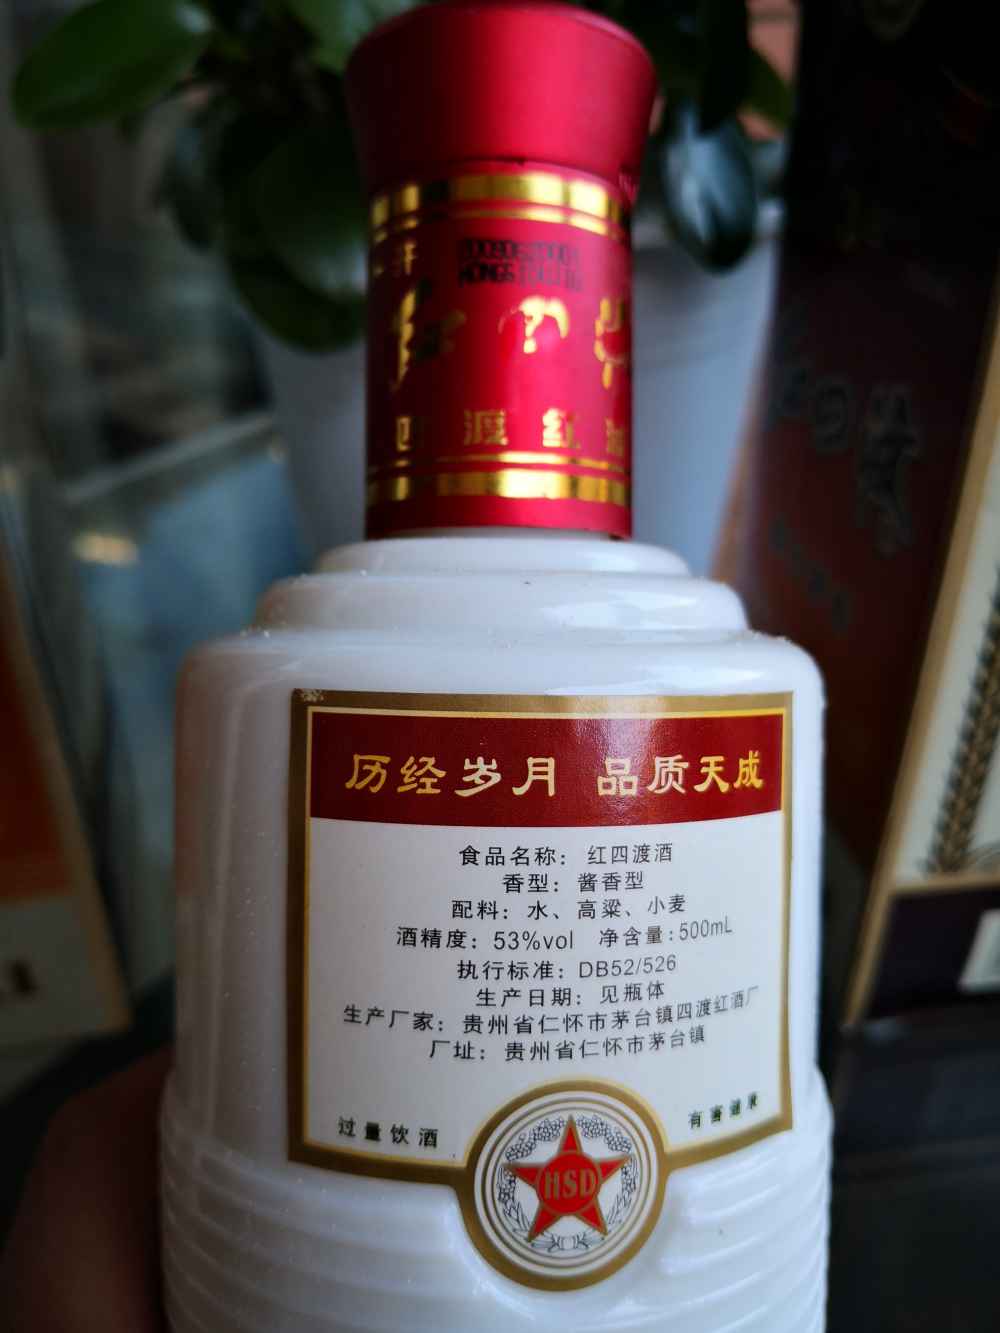 四渡红酒
历经岁月 品质天成
食品名称：红四渡酒
香型：酱香型
配料：水、高粱、小麦
酒精度：53%vol 净含量:500mL
执行标准：DB52/526
生产日期：见瓶体
生产厂家：贵州省仁怀市茅台镇四渡红酒厂
厂址：贵州省仁怀市茅台镇
过量饮酒 有害健康
HSD